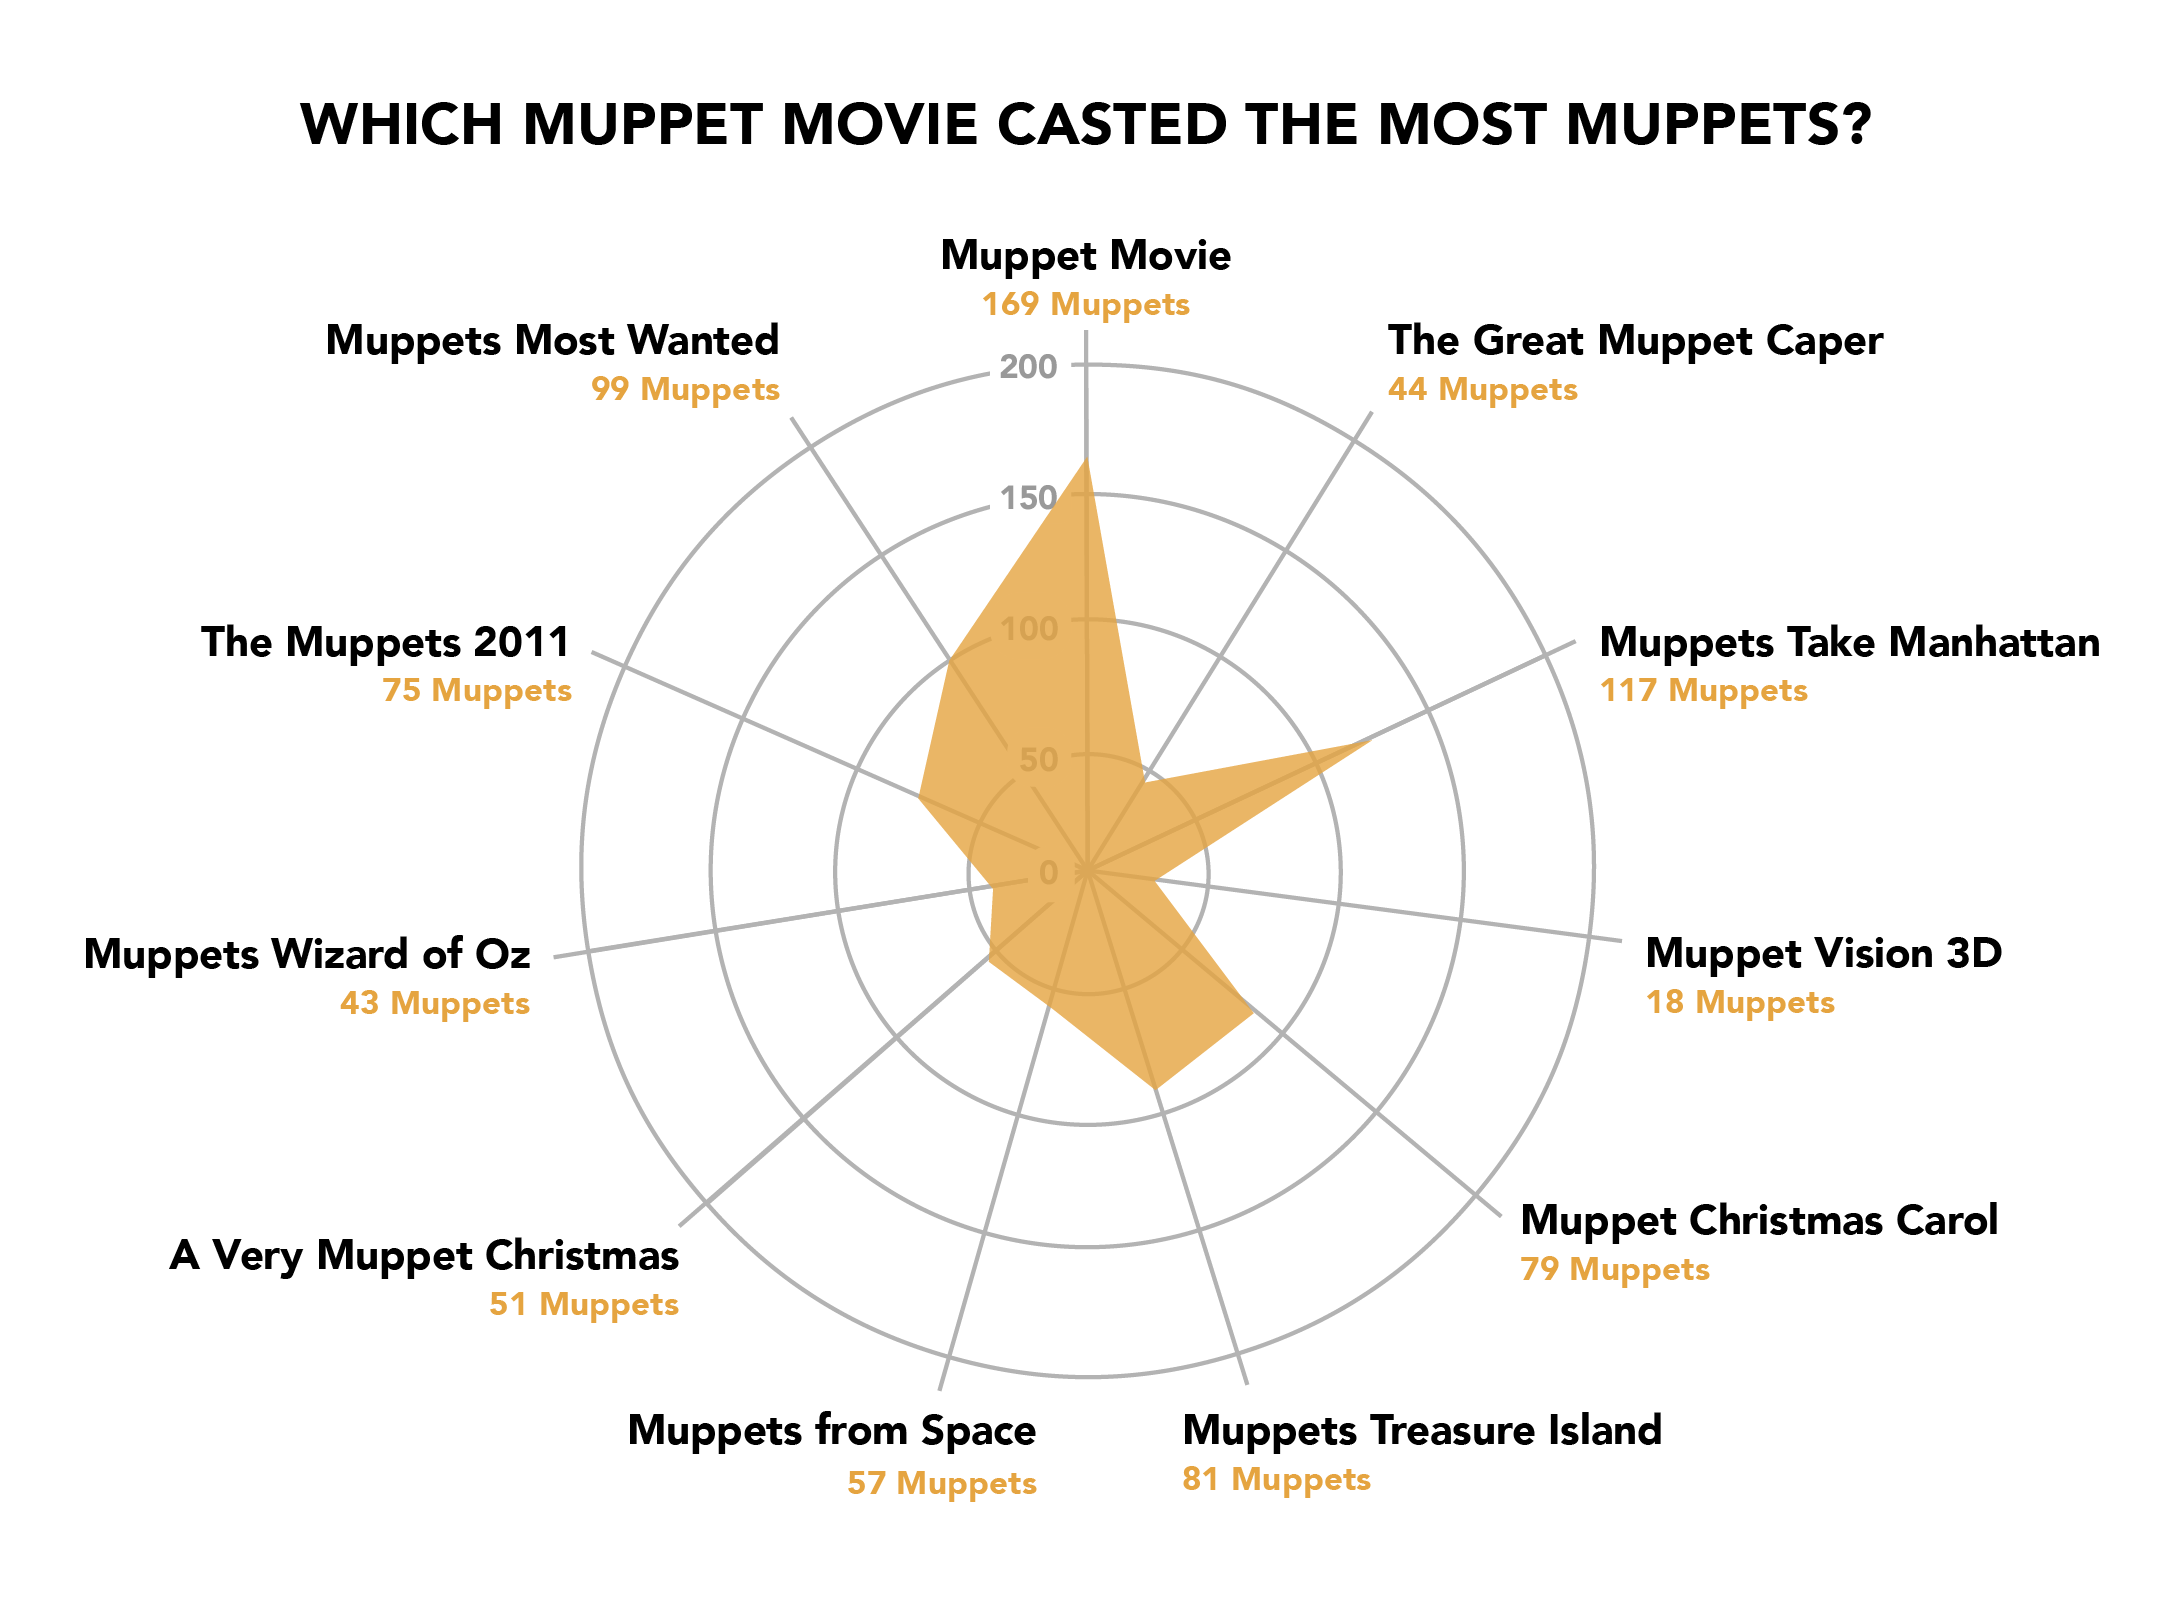 WHICH MUPPET MOVIE CASTED THE MOST MUPPETS?
Muppet Movie
169 Muppets
Muppets Most Wanted
99 Muppets
The Great Muppet Caper
44 Muppets
200
150
100
50
0
The Muppets 2011
75 Muppets
Muppets Take Manhattan
117 Muppets
Muppets Wizard of Oz
43 Muppets
Muppet Vision 3D
18 Muppets
A Very Muppet Christmas
51 Muppets
Muppet Christmas Carol
79 Muppets
Muppets from Space
57 Muppets
Muppets Treasure Island
81 Muppets